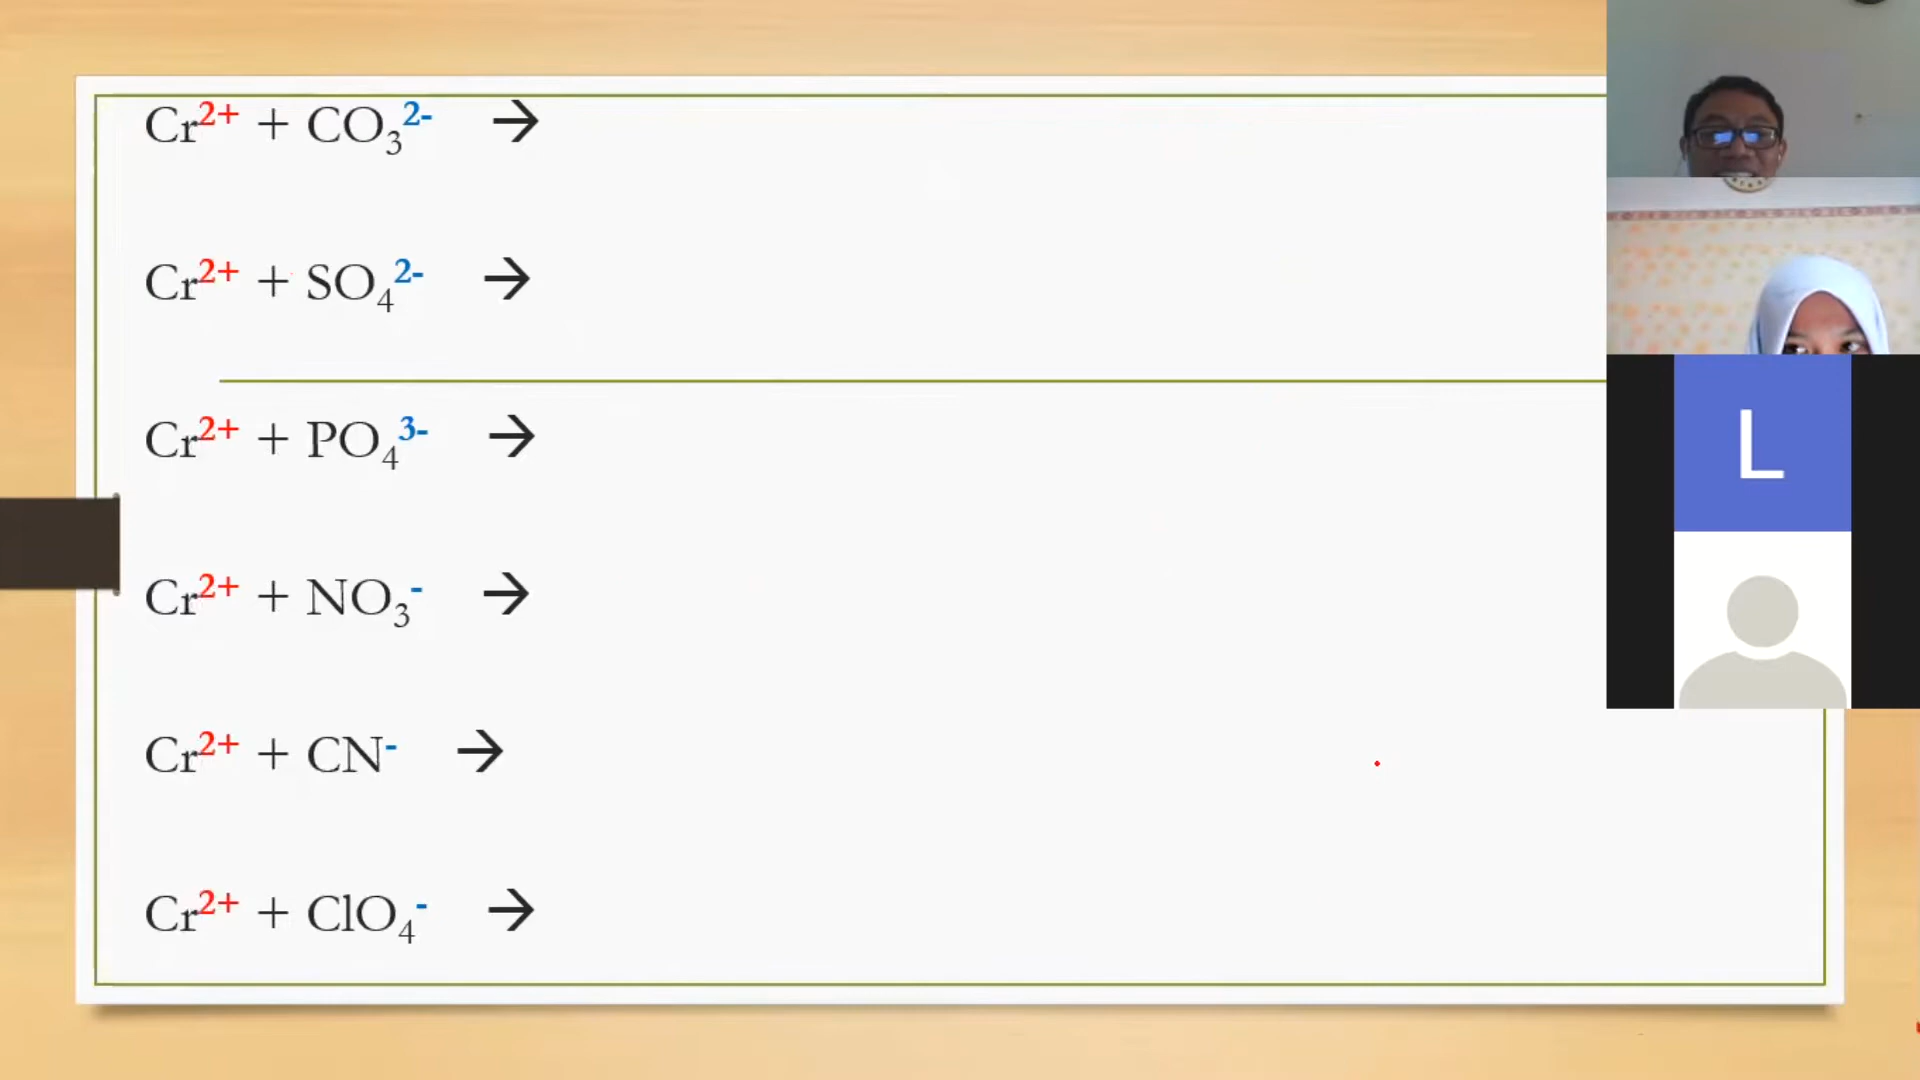 Cr²⁺ + CO₃²⁻ →
Cr²⁺ + SO₄²⁻ →
Cr²⁺ + PO₄³⁻ →
Cr²⁺ + NO₃⁻ →
Cr²⁺ + CN⁻ →
Cr²⁺ + ClO₄⁻ →
L